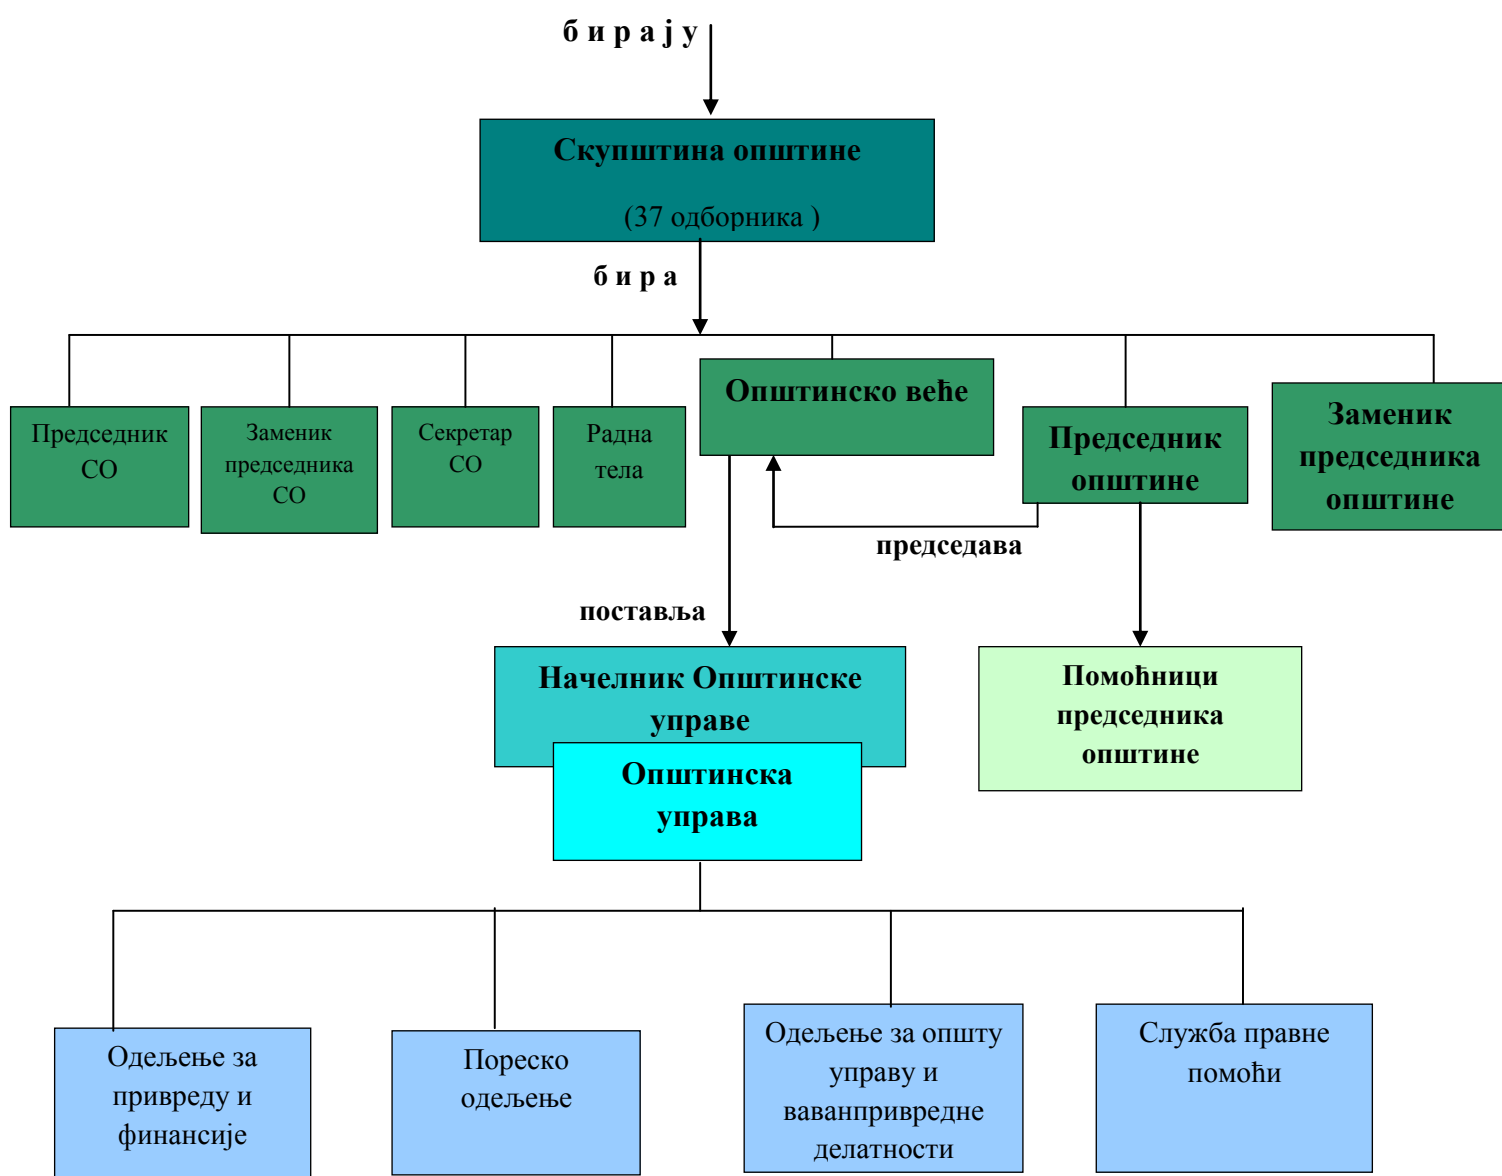 б и р а ј у
Скупштина општине
(37 одборника )
б и р а
Председник
СО
Заменик
председника
СО
Секретар
СО
Радна
тела
Општинско веће
Председник
општине
Заменик
председника
општине
председава
поставља
Начелник Општинске
управе
Помоћници
председника
општине
Општинска
управа
Одељење за
привреду и
финансије
Пореско
одељење
Одељење за општу
управу и
ваванпривредне
делатности
Служба правне
помоћи